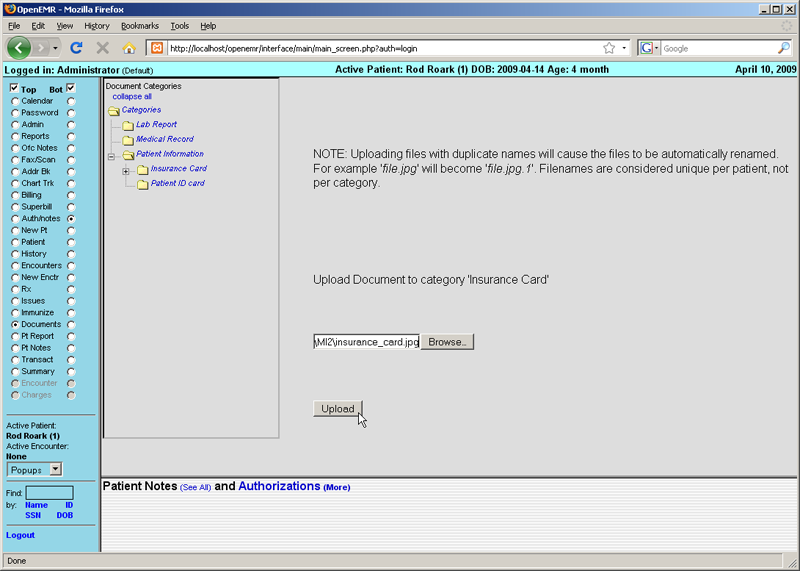 OpenEMR - Mozilla Firefox
File Edit View History Bookmarks Tools Help
http://localhost/openemr/interface/main/main_screen.php?auth=login
Google
Logged in: Administrator (Default)
Active Patient: Rod Roark (1) DOB: 2009-04-14 Age: 4 month
April 10, 2009
Top Bot
Calendar
Password
Admin
Reports
Ofc Notes
Fax/Scan
Addr Bk
Chart Trk
Billing
Superbill
Auth/notes
New Pt
Patient
History
Encounters
New Enctr
Rx
Issues
Immunize
Documents
Pt Report
Pt Notes
Transact
Summary
Encounter
Charges
Active Patient:
Rod Roark (1)
Active Encounter:
None
Popups
Find:
by: Name ID
SSN DOB
Logout
Document Categories
collapse all
Categories
Lab Report
Medical Record
Patient Information
Insurance Card
Patient ID card
NOTE: Uploading files with duplicate names will cause the files to be automatically renamed.
For example 'file.jpg' will become 'file.jpg.1'. Filenames are considered unique per patient, not
per category.
Upload Document to category 'Insurance Card'
\MI2\insurance_card.jpg Browse...
Upload
Patient Notes (See All) and Authorizations (More)
Done